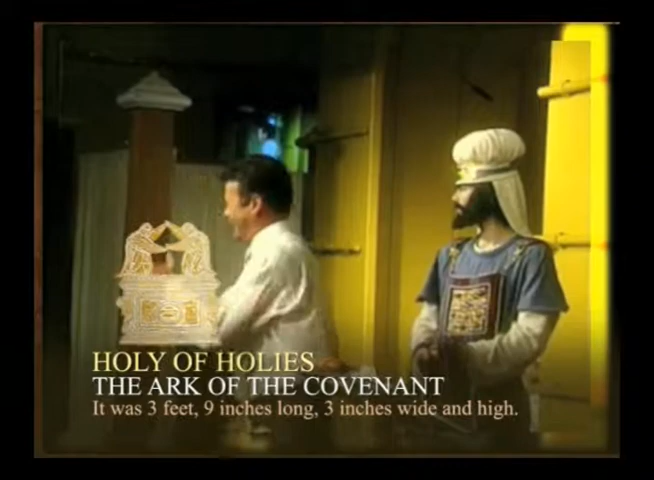 HOLY OF HOLIES
THE ARK OF THE COVENANT
It was 3 feet, 9 inches long, 3 inches wide and high.